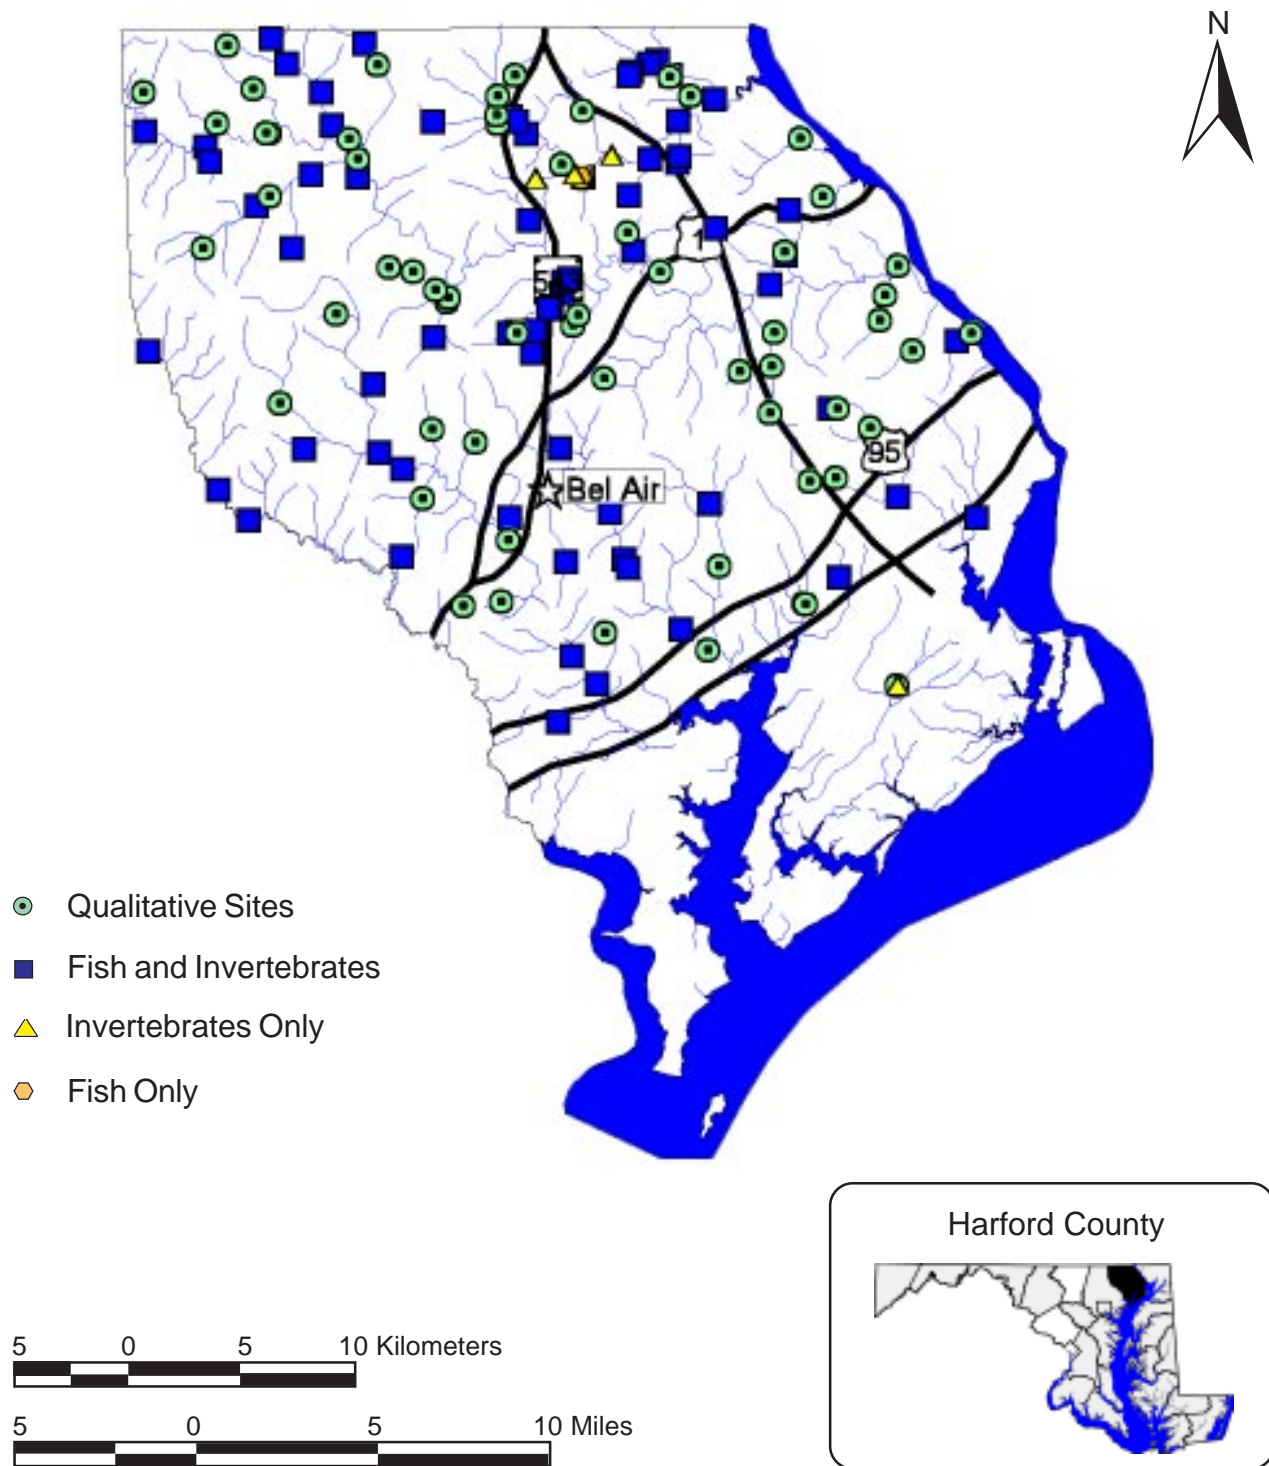 N
1
95
Bel Air
Qualitative Sites
Fish and Invertebrates
Invertebrates Only
Fish Only
Harford County
5 0 5 10 Kilometers
5 0 5 10 Miles